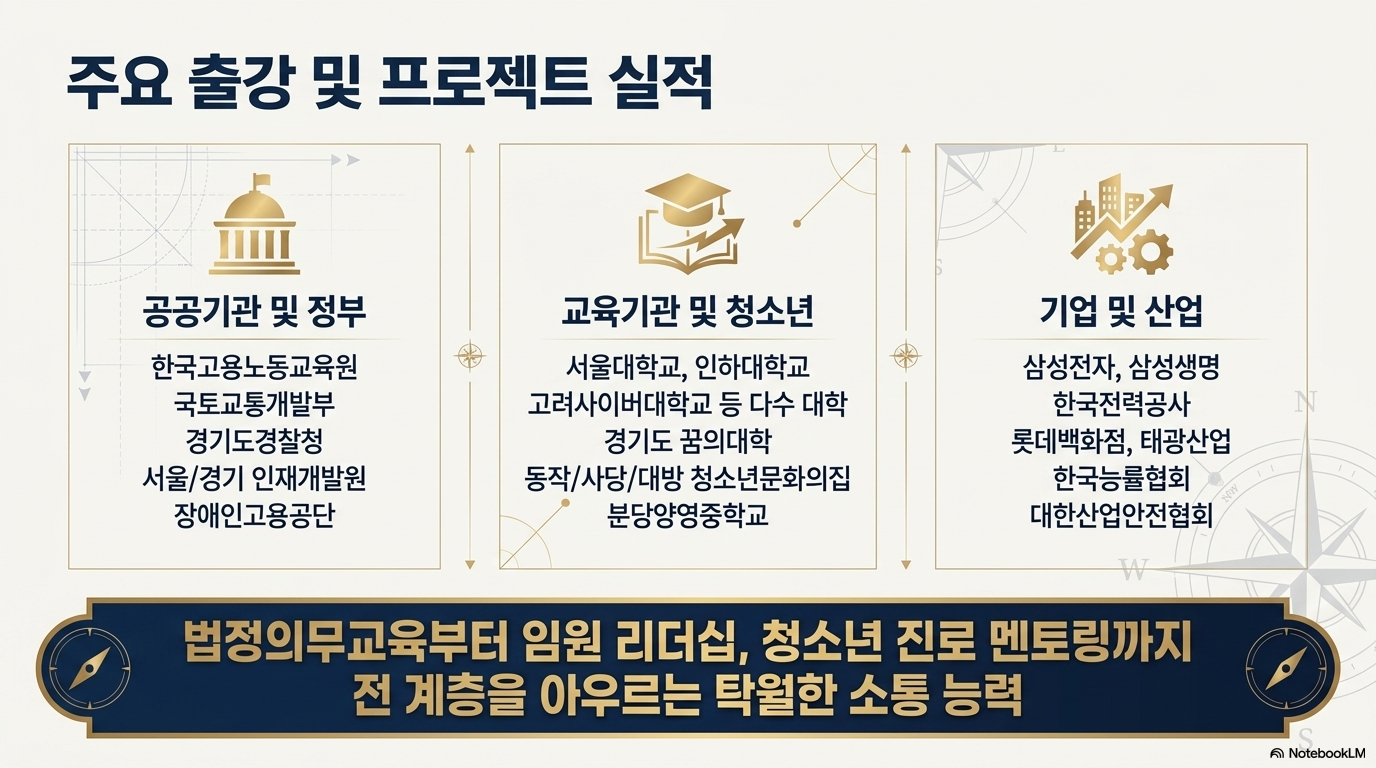 주요 출강 및 프로젝트 실적
공공기관 및 정부
한국고용노동교육원
국토교통개발부
경기도경찰청
서울/경기 인재개발원
장애인고용공단
교육기관 및 청소년
서울대학교, 인하대학교
고려사이버대학교 등 다수 대학
경기도 꿈의대학
동작/사당/대방 청소년문화의집
분당양영중학교
L
S
기업 및 산업
삼성전자, 삼성생명
한국전력공사
롯데백화점, 태광산업
한국능률협회
대한산업안전협회
N
NW
W
S
법정의무교육부터 임원 리더십, 청소년 진로 멘토링까지
전 계층을 아우르는 탁월한 소통 능력
NotebookLM